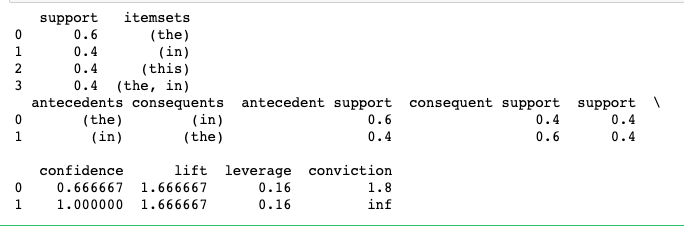 support itemsets
0 0.6 (the)
1 0.4 (in)
2 0.4 (this)
3 0.4 (the, in)
antecedents consequents antecedent support consequent support support \
0 (the) (in) 0.6 0.4 0.4
1 (in) (the) 0.4 0.6 0.4
confidence lift leverage conviction
0 0.666667 1.666667 0.16 1.8
1 1.000000 1.666667 0.16 inf